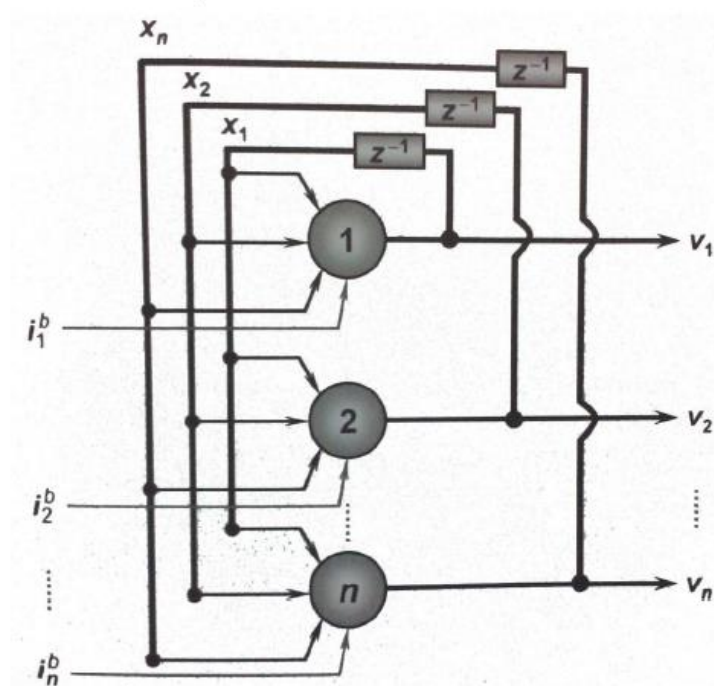 xₙ
z⁻¹
x₂
z⁻¹
x₁
z⁻¹
1
v₁
i₁ᵇ
2
v₂
i₂ᵇ
n
vₙ
iₙᵇ